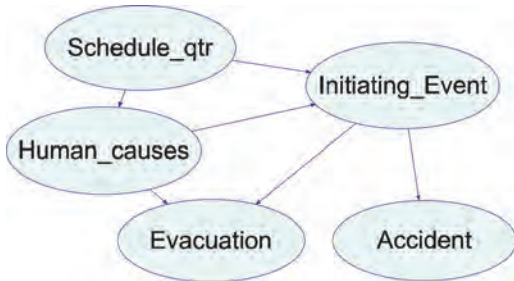 Schedule_qtr
Initiating_Event
Human_causes
Evacuation
Accident